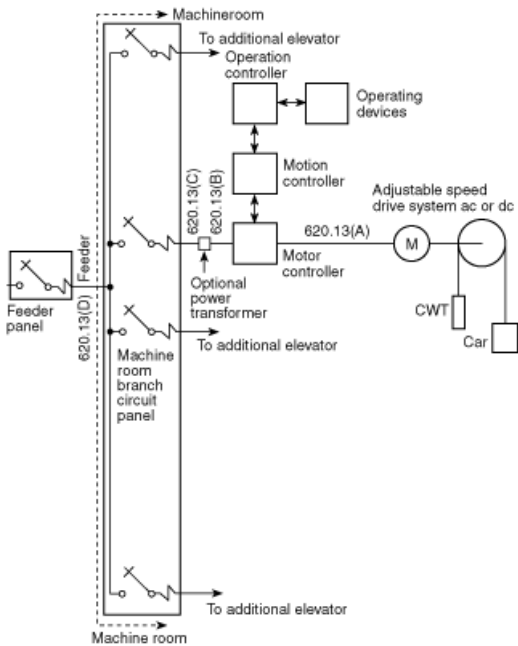 Machineroom
To additional elevator
Operation
controller
Operating
devices
Motion
controller
620.13(C)
620.13(B)
Adjustable speed
drive system ac or dc
620.13(A)
M
Motor
controller
Optional
power
transformer
Feeder
620.13(D)
Feeder
panel
CWT
Car
To additional elevator
Machine
room
branch
circuit
panel
To additional elevator
Machine room